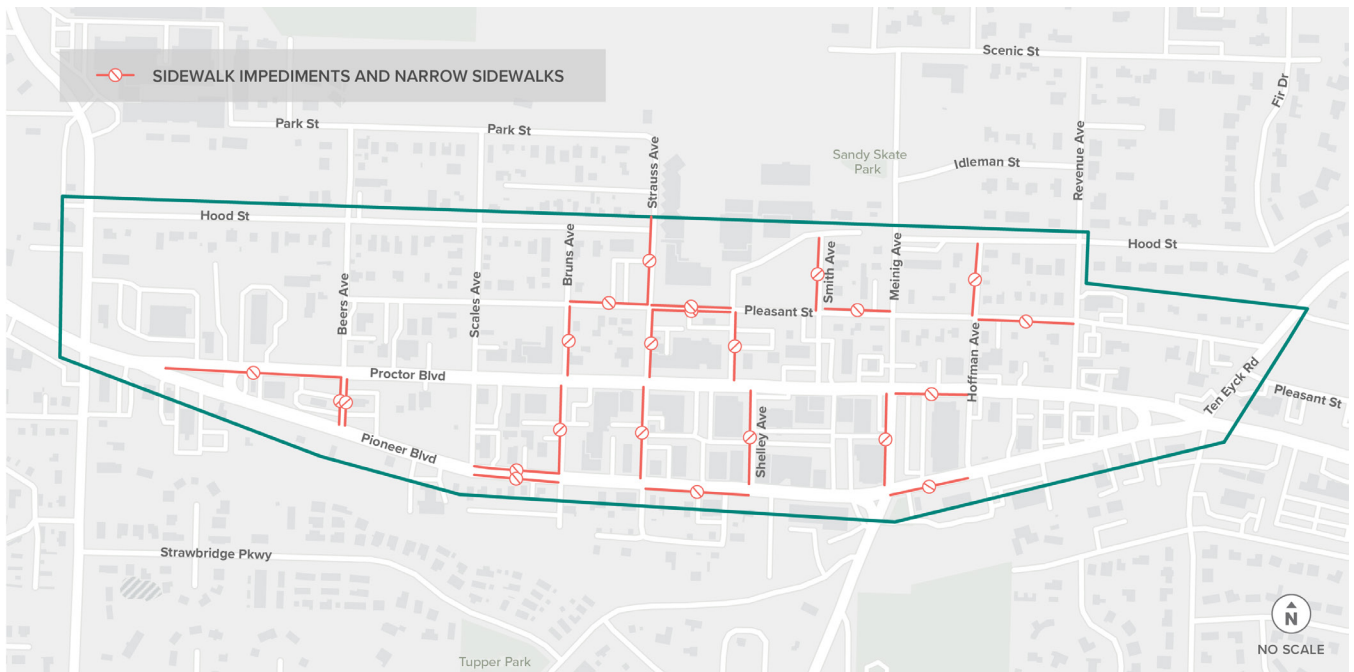 Scenic St
SIDEWALK IMPEDIMENTS AND NARROW SIDEWALKS
Fir Dr
Park St
Park St
Strauss Ave
Sandy Skate
Park
Idleman St
Revenue Ave
Hood St
Hood St
Bruns Ave
Smith Ave
Meinig Ave
Beers Ave
Scales Ave
Pleasant St
Hoffman Ave
Proctor Blvd
Ten Eyck Rd
Pleasant St
Shelley Ave
Pioneer Blvd
Strawbridge Pkwy
N
NO SCALE
Tupper Park